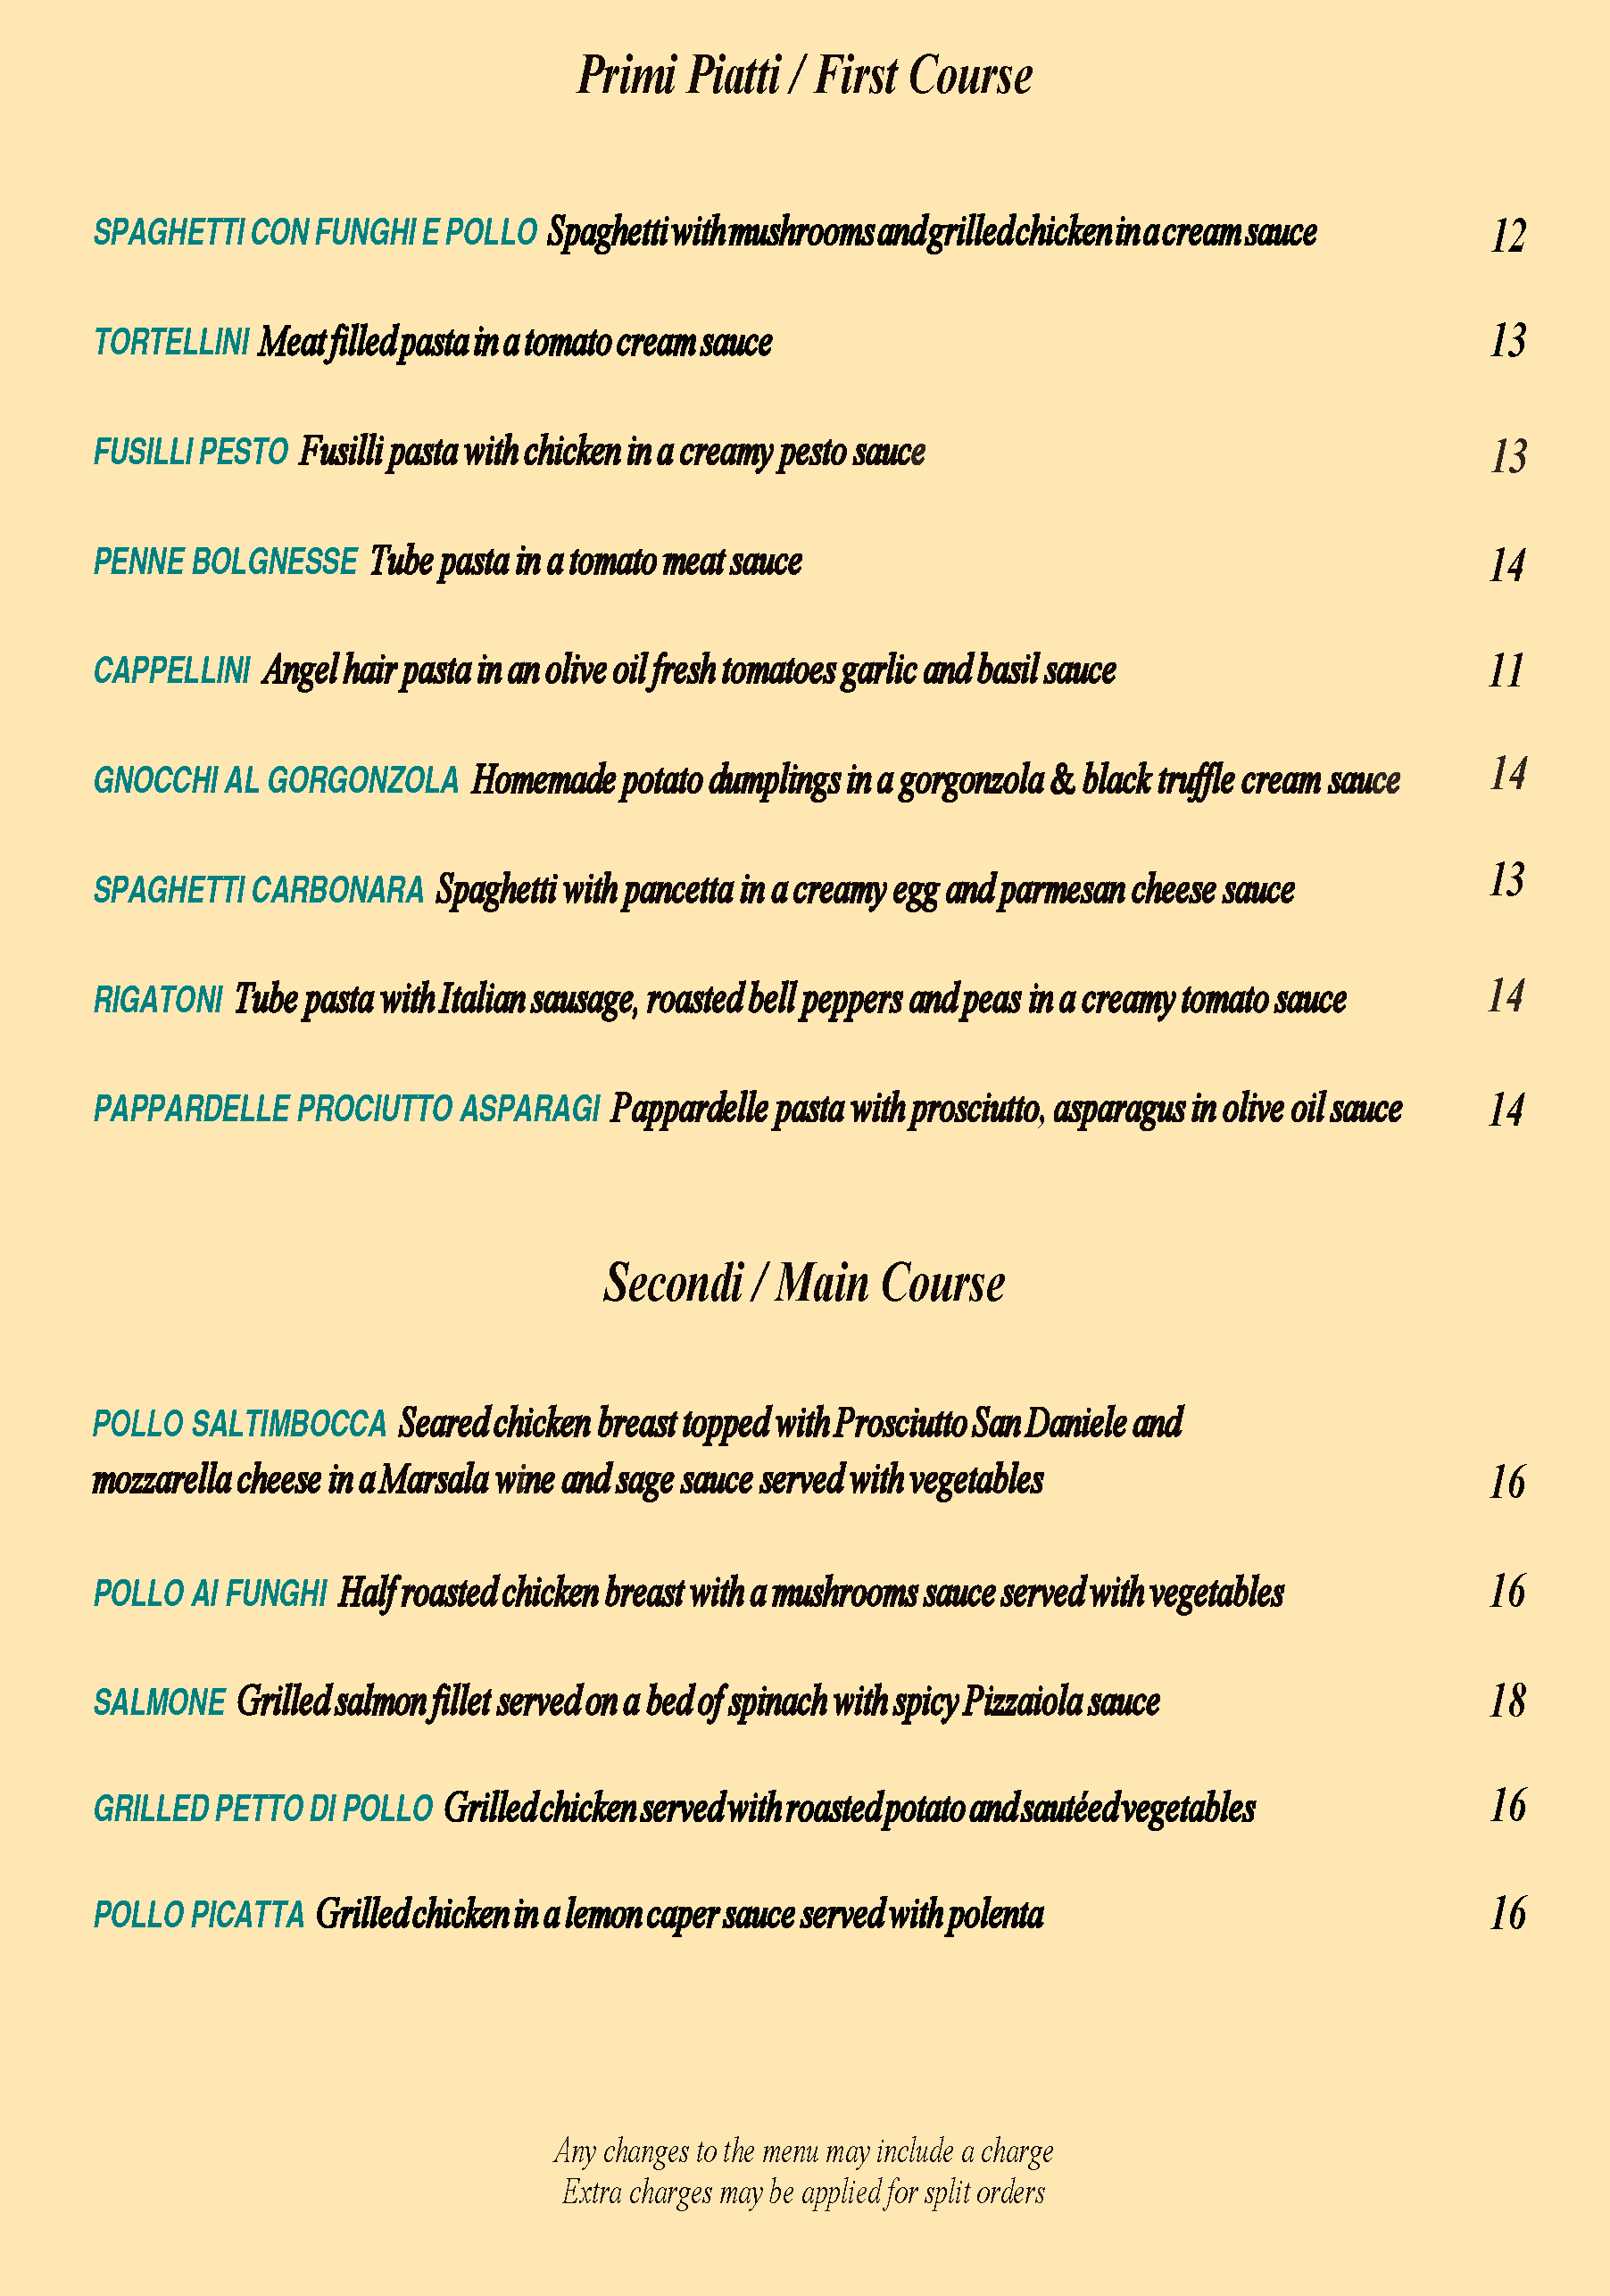 Primi Piatti / First Course
SPAGHETTI CON FUNGHI E POLLO Spaghetti with mushrooms and grilled chicken in a cream sauce 12
TORTELLINI Meat filled pasta in a tomato cream sauce 13
FUSILLI PESTO Fusilli pasta with chicken in a creamy pesto sauce 13
PENNE BOLGNESSE Tube pasta in a tomato meat sauce 14
CAPPELLINI Angel hair pasta in an olive oil fresh tomatoes garlic and basil sauce 11
GNOCCHI AL GORGONZOLA Homemade potato dumplings in a gorgonzola & black truffle cream sauce 14
SPAGHETTI CARBONARA Spaghetti with pancetta in a creamy egg and parmesan cheese sauce 13
RIGATONI Tube pasta with Italian sausage, roasted bell peppers and peas in a creamy tomato sauce 14
PAPPARDELLE PROCIUTTO ASPARAGI Pappardelle pasta with prosciutto, asparagus in olive oil sauce 14
Secondi / Main Course
POLLO SALTIMBOCCA Seared chicken breast topped with Prosciutto San Daniele and
mozzarella cheese in a Marsala wine and sage sauce served with vegetables 16
POLLO AI FUNGHI Half roasted chicken breast with a mushrooms sauce served with vegetables 16
SALMONE Grilled salmon fillet served on a bed of spinach with spicy Pizzaiola sauce 18
GRILLED PETTO DI POLLO Grilled chicken served with roasted potato and sautéed vegetables 16
POLLO PICATTA Grilled chicken in a lemon caper sauce served with polenta 16
Any changes to the menu may include a charge
Extra charges may be applied for split orders